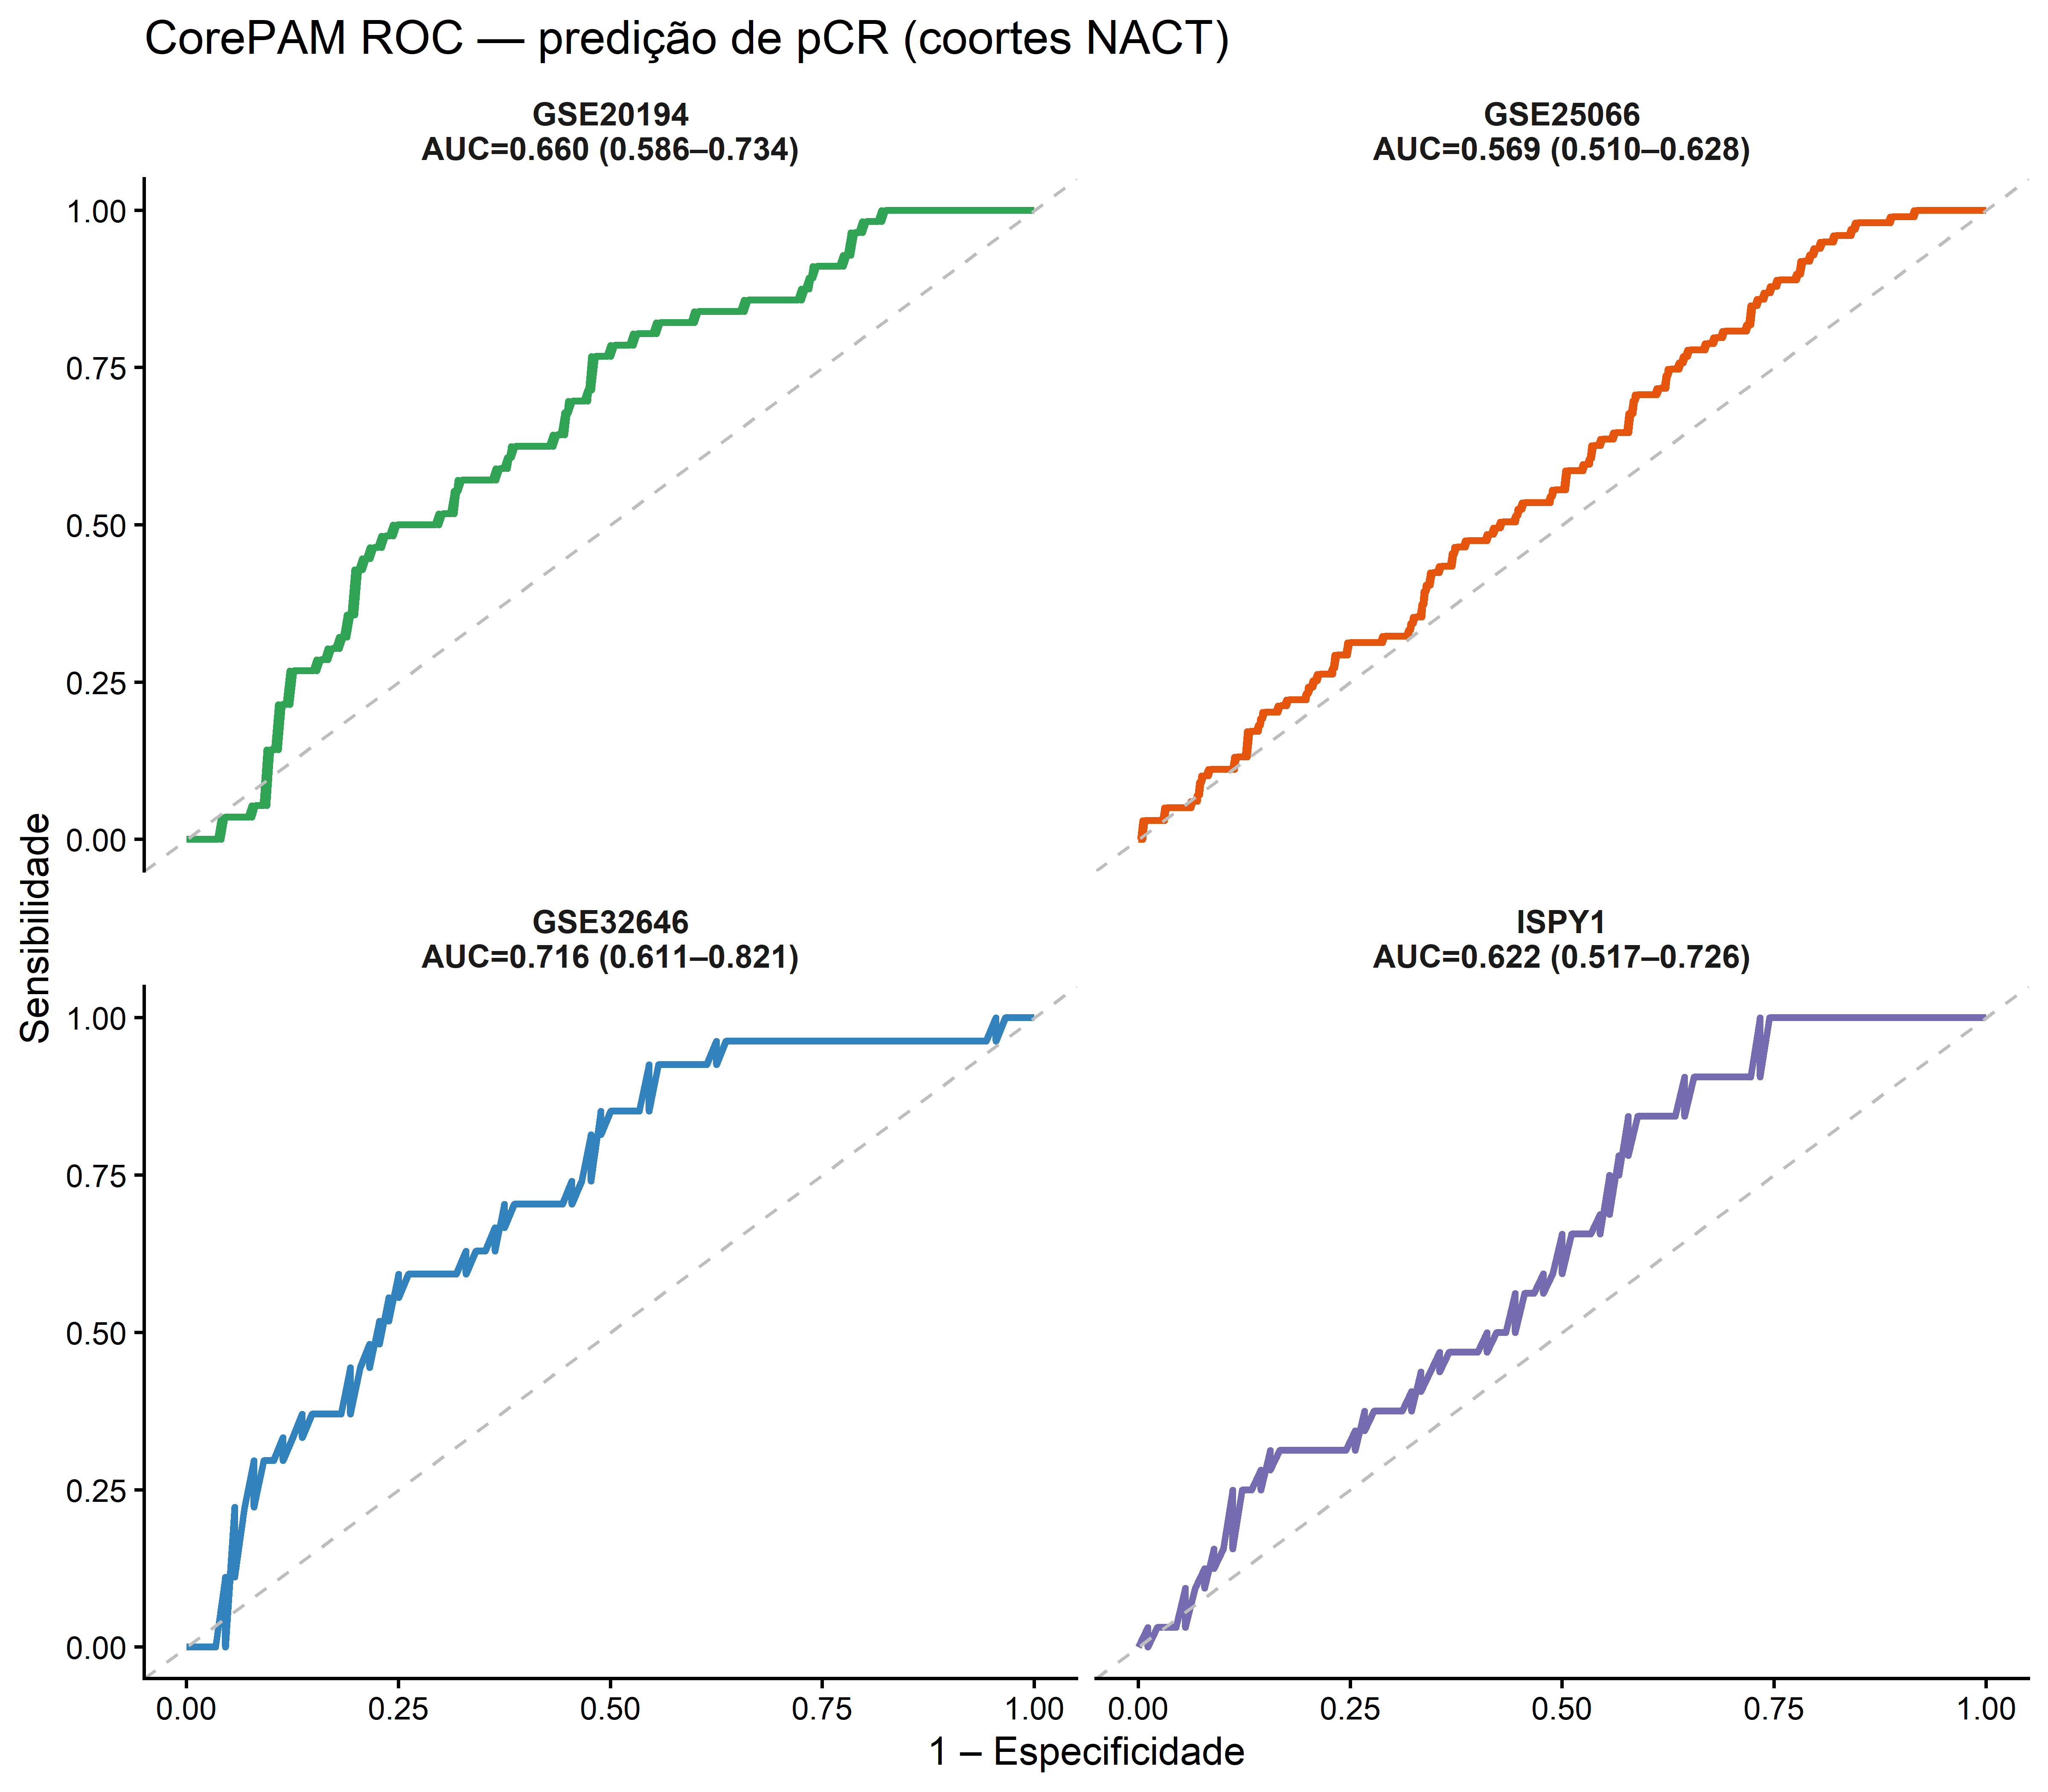 CorePAM ROC — predição de pCR (coortes NACT)
GSE20194
AUC=0.660 (0.586–0.734)
GSE25066
AUC=0.569 (0.510–0.628)
1.00
0.75
0.50
0.25
0.00
Sensibilidade
GSE32646
AUC=0.716 (0.611–0.821)
ISPY1
AUC=0.622 (0.517–0.726)
1.00
0.75
0.50
0.25
0.00
0.00 0.25 0.50 0.75 1.00
0.00 0.25 0.50 0.75 1.00
1 – Especificidade